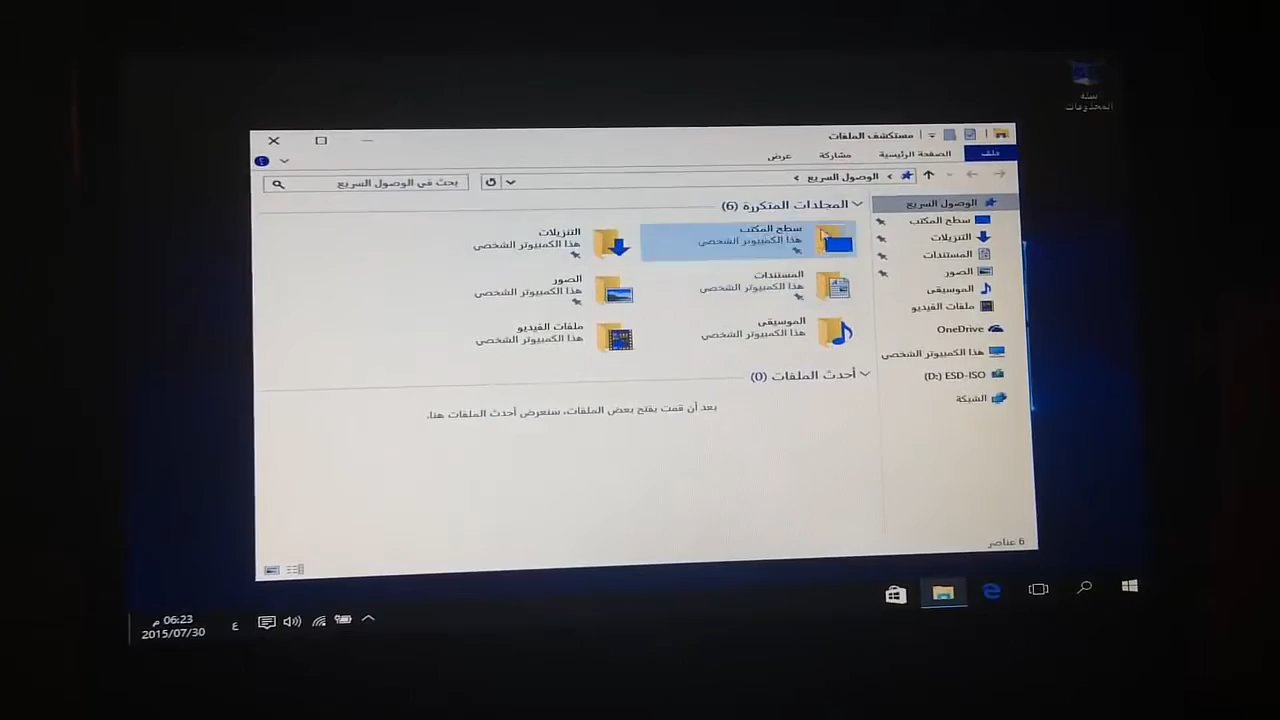 سلة
المحذوفات
مستكشف الملفات
ملف
الصفحة الرئيسية
مشاركة
عرض
الوصول السريع
بحث في الوصول السريع
الوصول السريع
سطح المكتب
التنزيلات
المستندات
الصور
الموسيقى
ملفات الفيديو
OneDrive
هذا الكمبيوتر الشخصي
ESD-ISO (D:)
الشبكة
المجلدات المتكررة (6)
سطح المكتب
هذا الكمبيوتر الشخصي
التنزيلات
هذا الكمبيوتر الشخصي
المستندات
هذا الكمبيوتر الشخصي
الصور
هذا الكمبيوتر الشخصي
الموسيقى
هذا الكمبيوتر الشخصي
ملفات الفيديو
هذا الكمبيوتر الشخصي
أحدث الملفات (0)
بعد أن قمت بفتح بعض الملفات، سنعرض أحدث الملفات هنا.
6 عناصر
ع
06:23 م
2015/07/30